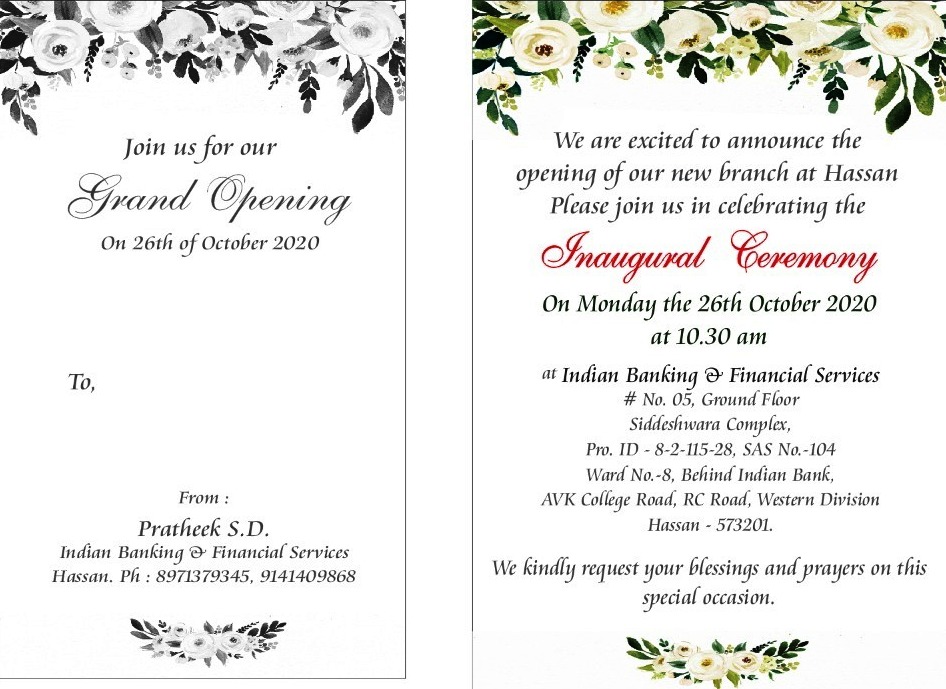 Join us for our
Grand Opening
On 26th of October 2020
To,
From :
Pratheek S.D.
Indian Banking & Financial Services
Hassan. Ph : 8971379345, 9141409868
We are excited to announce the
opening of our new branch at Hassan
Please join us in celebrating the
Inaugural Ceremony
On Monday the 26th October 2020
at 10.30 am
at Indian Banking & Financial Services
# No. 05, Ground Floor
Siddeshwara Complex,
Pro. ID - 8-2-115-28, SAS No.-104
Ward No.-8, Behind Indian Bank,
AVK College Road, RC Road, Western Division
Hassan - 573201.
We kindly request your blessings and prayers on this
special occasion.